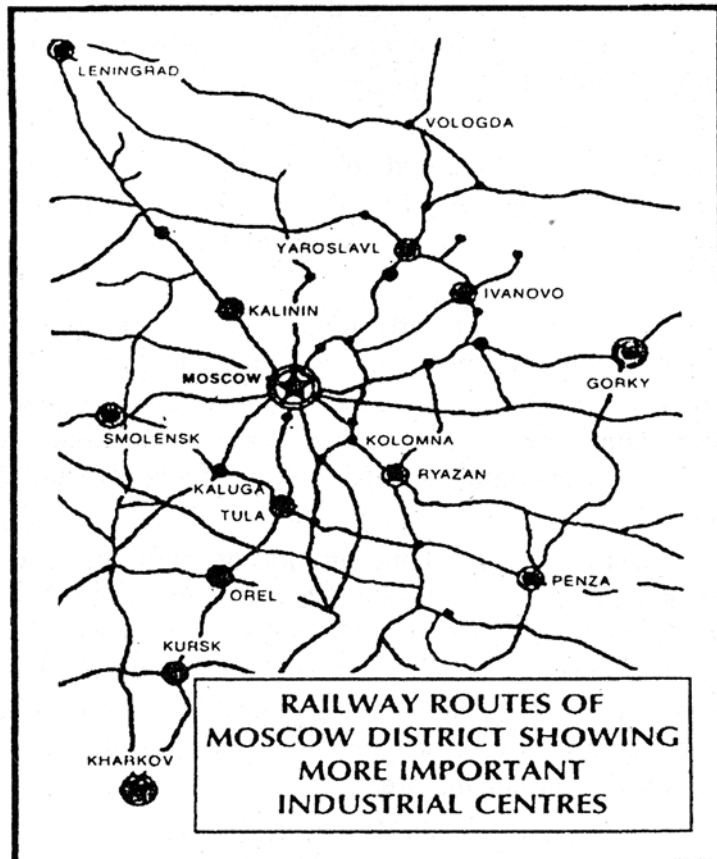 LENINGRAD
VOLOGDA
YAROSLAVL
IVANOVO
KALININ
GORKY
MOSCOW
SMOLENSK
KOLOMNA
RYAZAN
KALUGA
TULA
OREL
PENZA
KURSK
KHARKOV
RAILWAY ROUTES OF
MOSCOW DISTRICT SHOWING
MORE IMPORTANT
INDUSTRIAL CENTRES